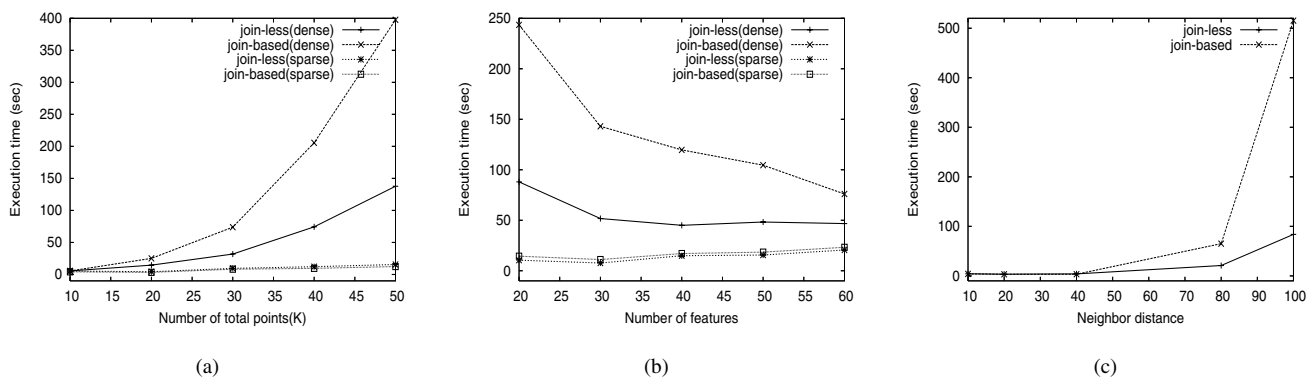 400
350
300
250
200
150
100
50
0
Execution time (sec)
join-less(dense)
join-based(dense)
join-less(sparse)
join-based(sparse)
10 15 20 25 30 35 40 45 50
Number of total points(K)
(a)
250
200
150
100
50
0
Execution time (sec)
join-less(dense)
join-based(dense)
join-less(sparse)
join-based(sparse)
20 25 30 35 40 45 50 55 60
Number of features
(b)
500
400
300
200
100
0
Execution time (sec)
join-less
join-based
10 20 30 40 50 60 70 80 90 100
Neighbor distance
(c)